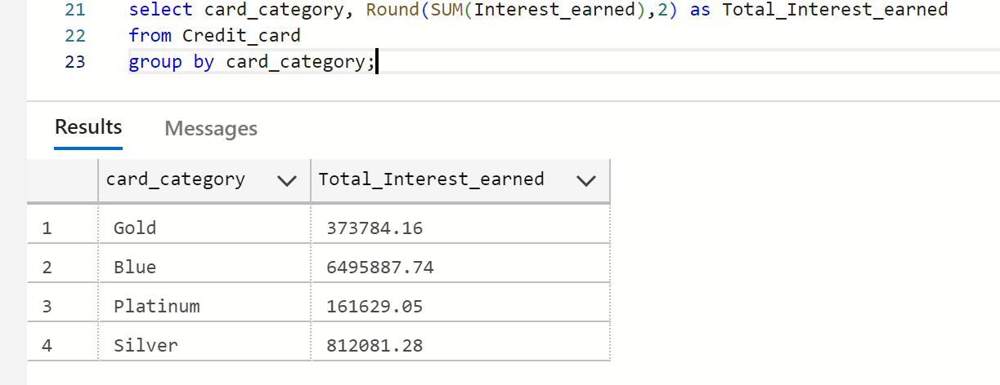 21 select card_category, Round(SUM(Interest_earned),2) as Total_Interest_earned
22 from Credit_card
23 group by card_category;
Results Messages
card_category Total_Interest_earned
1 Gold 373784.16
2 Blue 6495887.74
3 Platinum 161629.05
4 Silver 812081.28